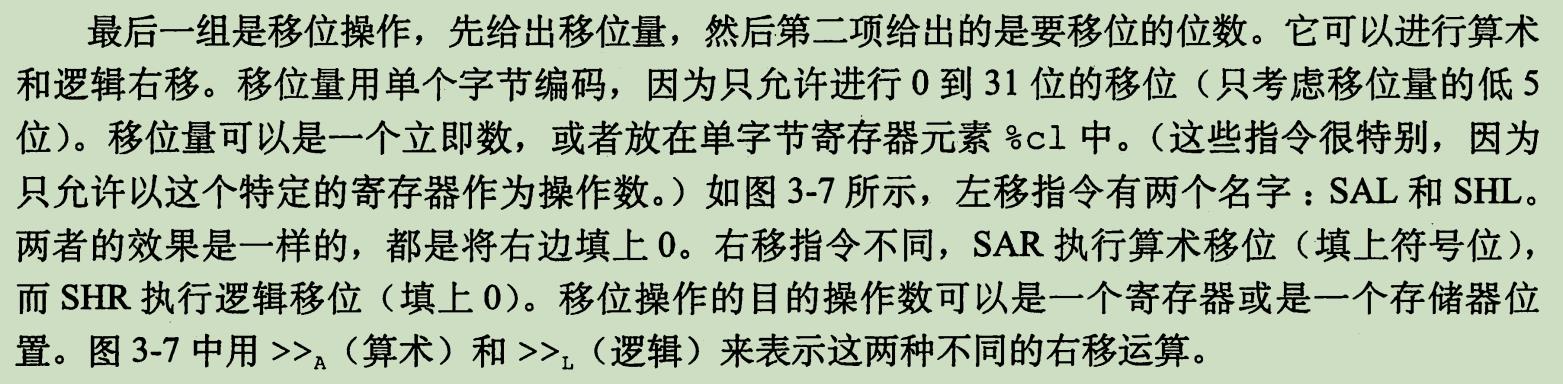 最后一组是移位操作，先给出移位量，然后第二项给出的是要移位的位数。它可以进行算术
和逻辑右移。移位量用单个字节编码，因为只允许进行 0 到 31 位的移位（只考虑移位量的低 5
位）。移位量可以是一个立即数，或者放在单字节寄存器元素 %cl 中。（这些指令很特别，因为
只允许以这个特定的寄存器作为操作数。）如图 3-7 所示，左移指令有两个名字：SAL 和 SHL。
两者的效果是一样的，都是将右边填上 0。右移指令不同，SAR 执行算术移位（填上符号位），
而 SHR 执行逻辑移位（填上 0）。移位操作的目的操作数可以是一个寄存器或是一个存储器位
置。图 3-7 中用 >>A（算术）和 >>L（逻辑）来表示这两种不同的右移运算。